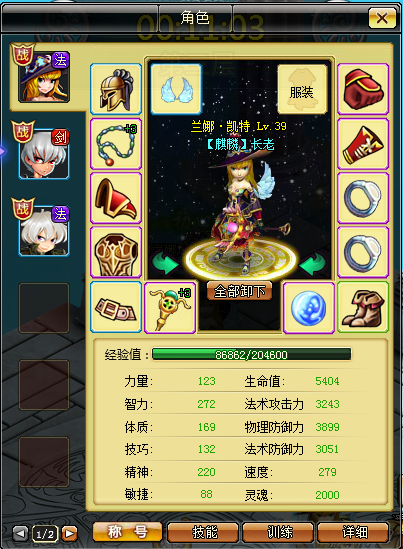 角色
00:11:03
战
法
服装
+3
兰娜·凯特,Lv.39
【麒麟】长老
战
剑
战
法
全部卸下
+3
经验值: 86862/204600
力量: 123 生命值: 5404
智力: 272 法术攻击力 3243
体质: 169 物理防御力 3899
技巧: 132 法术防御力 3051
精神: 220 速度: 279
敏捷: 88 灵魂: 2000
1/2 称号 技能 训练 详细